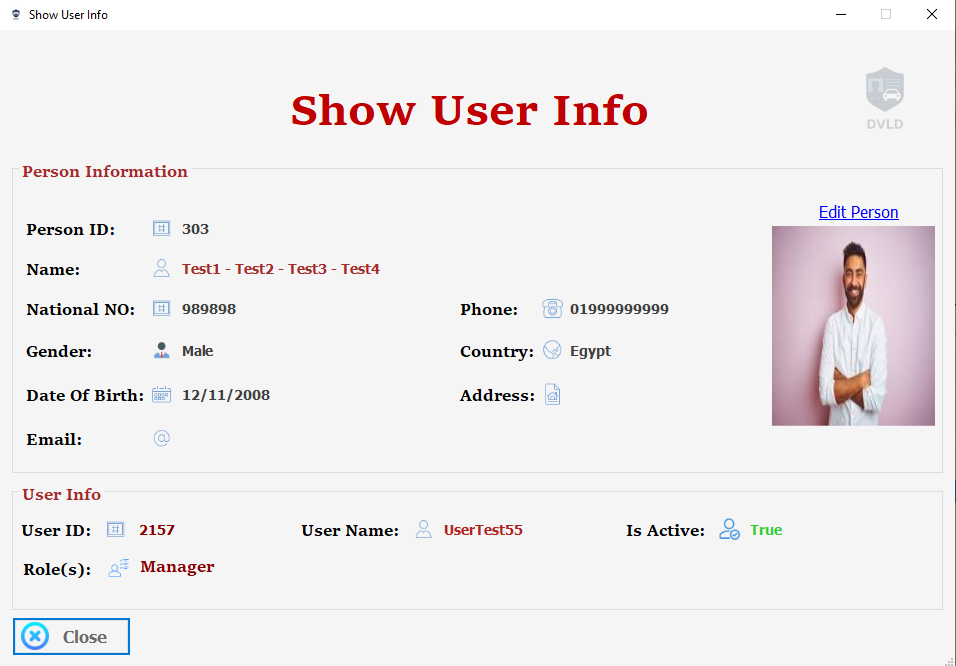 Show User Info
Show User Info
DVLD
Person Information
Edit Person
Person ID: 303
Name: Test1 - Test2 - Test3 - Test4
National NO: 989898 Phone: 01999999999
Gender: Male Country: Egypt
Date Of Birth: 12/11/2008 Address:
Email:
User Info
User ID: 2157 User Name: UserTest55 Is Active: True
Role(s): Manager
Close